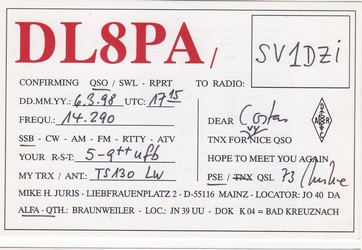 DL8PA/
SV1DZi
CONFIRMING QSO / SWL - RPRT TO RADIO:
DD.MM.YY.: 6.3.98 UTC: 17 15
FREQU.: 14.290
DEAR Costas
SSB - CW - AM - FM - RITTY - ATV TNX FOR NICE QSO
YOUR R-S-T: 5-9++ ufb HOPE TO MEET YOU AGAIN
MY TRX / ANT.: TS130 LW PSE / TNX QSL 73
MIKE H. JURIS - LIEBFRAUENPLATZ 2 - D-55116 MAINZ - LOCATOR: JO 40 DA
ALFA - QTH.: BRAUNWEILER - LOC.: JN 39 UU - DOK K 04 = BAD KREUZNACH